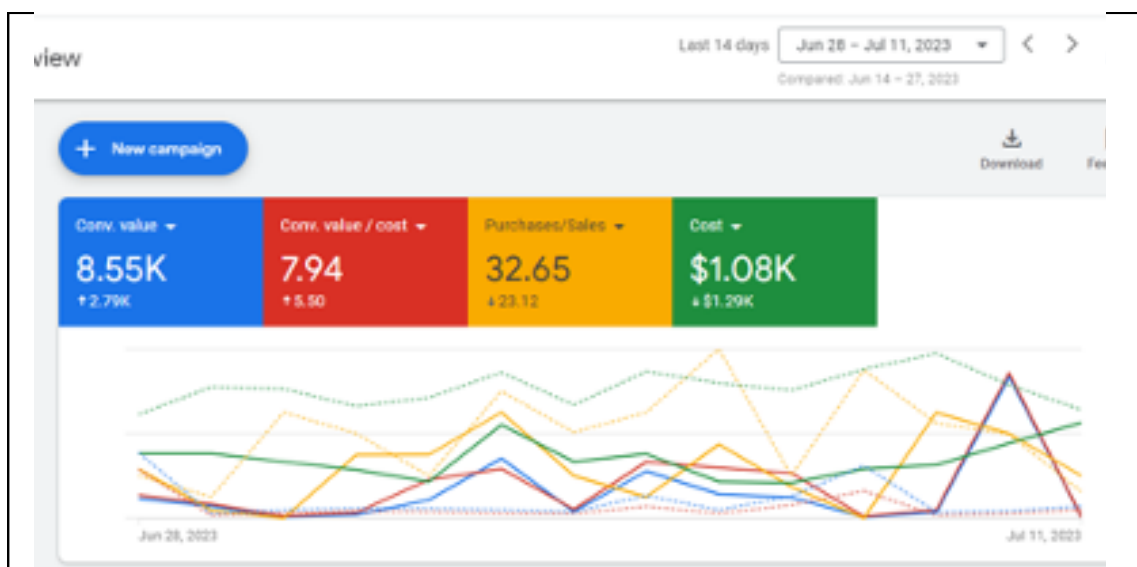 view
Last 14 days Jun 28 – Jul 11, 2023
Compared: Jun 14 – 27, 2023
+ New campaign
Download
Conv. value
8.55K
↑2.79K
Conv. value / cost
7.94
↑5.50
Purchases/Sales
32.65
↓23.12
Cost
$1.08K
↓$1.29K
Jun 28, 2023
Jul 11, 2023